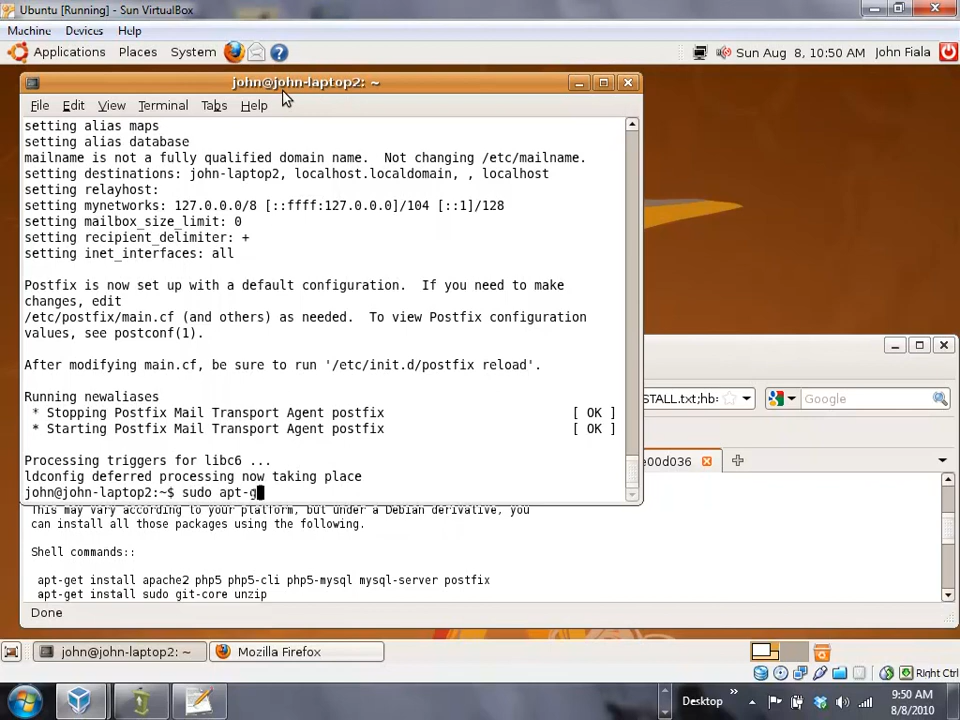 Ubuntu [Running] - Sun VirtualBox
Machine Devices Help
Applications Places System
Sun Aug 8, 10:50 AM John Fiala
john@john-laptop2: ~
File Edit View Terminal Tabs Help
setting alias maps
setting alias database
mailname is not a fully qualified domain name.  Not changing /etc/mailname.
setting destinations: john-laptop2, localhost.localdomain, , localhost
setting relayhost:
setting mynetworks: 127.0.0.0/8 [::ffff:127.0.0.0]/104 [::1]/128
setting mailbox_size_limit: 0
setting recipient_delimiter: +
setting inet_interfaces: all
Postfix is now set up with a default configuration.  If you need to make
changes, edit
/etc/postfix/main.cf (and others) as needed.  To view Postfix configuration
values, see postconf(1).
After modifying main.cf, be sure to run '/etc/init.d/postfix reload'.
Running newaliases
* Stopping Postfix Mail Transport Agent postfix [ OK ]
* Starting Postfix Mail Transport Agent postfix [ OK ]
Processing triggers for libc6 ...
ldconfig deferred processing now taking place
john@john-laptop2:~$ sudo apt-g
STALL.txt;hb=
Google
e00d036
This may vary according to your platform, but under a Debian derivative, you
can install all those packages using the following.
Shell commands::
apt-get install apache2 php5 php5-cli php5-mysql mysql-server postfix
apt-get install sudo git-core unzip
Done
john@john-laptop2: ~
Mozilla Firefox
Right Ctrl
Desktop
9:50 AM
8/8/2010